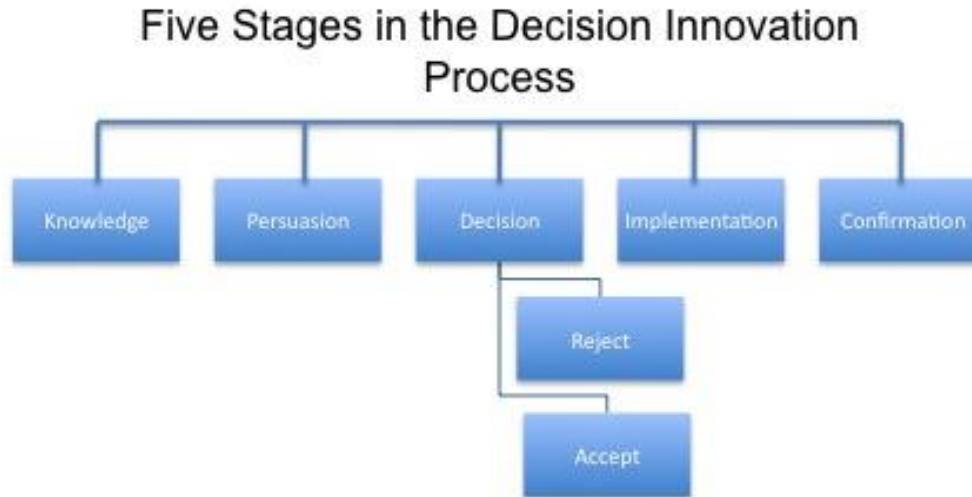 Five Stages in the Decision Innovation
Process
Knowledge
Persuasion
Decision
Implementation
Confirmation
Reject
Accept